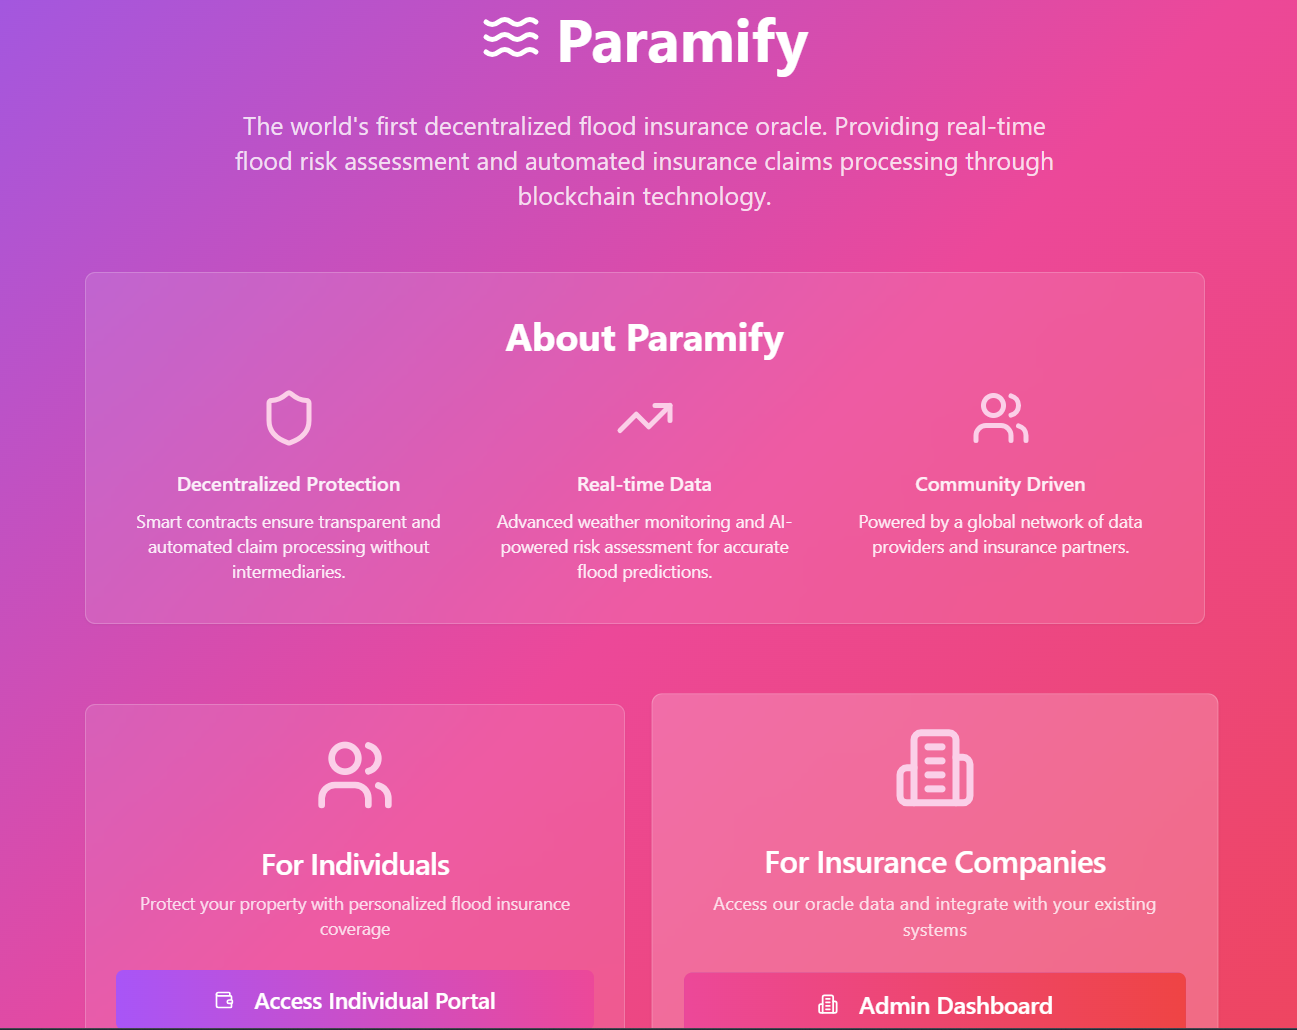 Paramify
The world's first decentralized flood insurance oracle. Providing real-time
flood risk assessment and automated insurance claims processing through
blockchain technology.
About Paramify
Decentralized Protection
Smart contracts ensure transparent and
automated claim processing without
intermediaries.
Real-time Data
Advanced weather monitoring and AI-
powered risk assessment for accurate
flood predictions.
Community Driven
Powered by a global network of data
providers and insurance partners.
For Individuals
Protect your property with personalized flood insurance
coverage
Access Individual Portal
For Insurance Companies
Access our oracle data and integrate with your existing
systems
Admin Dashboard